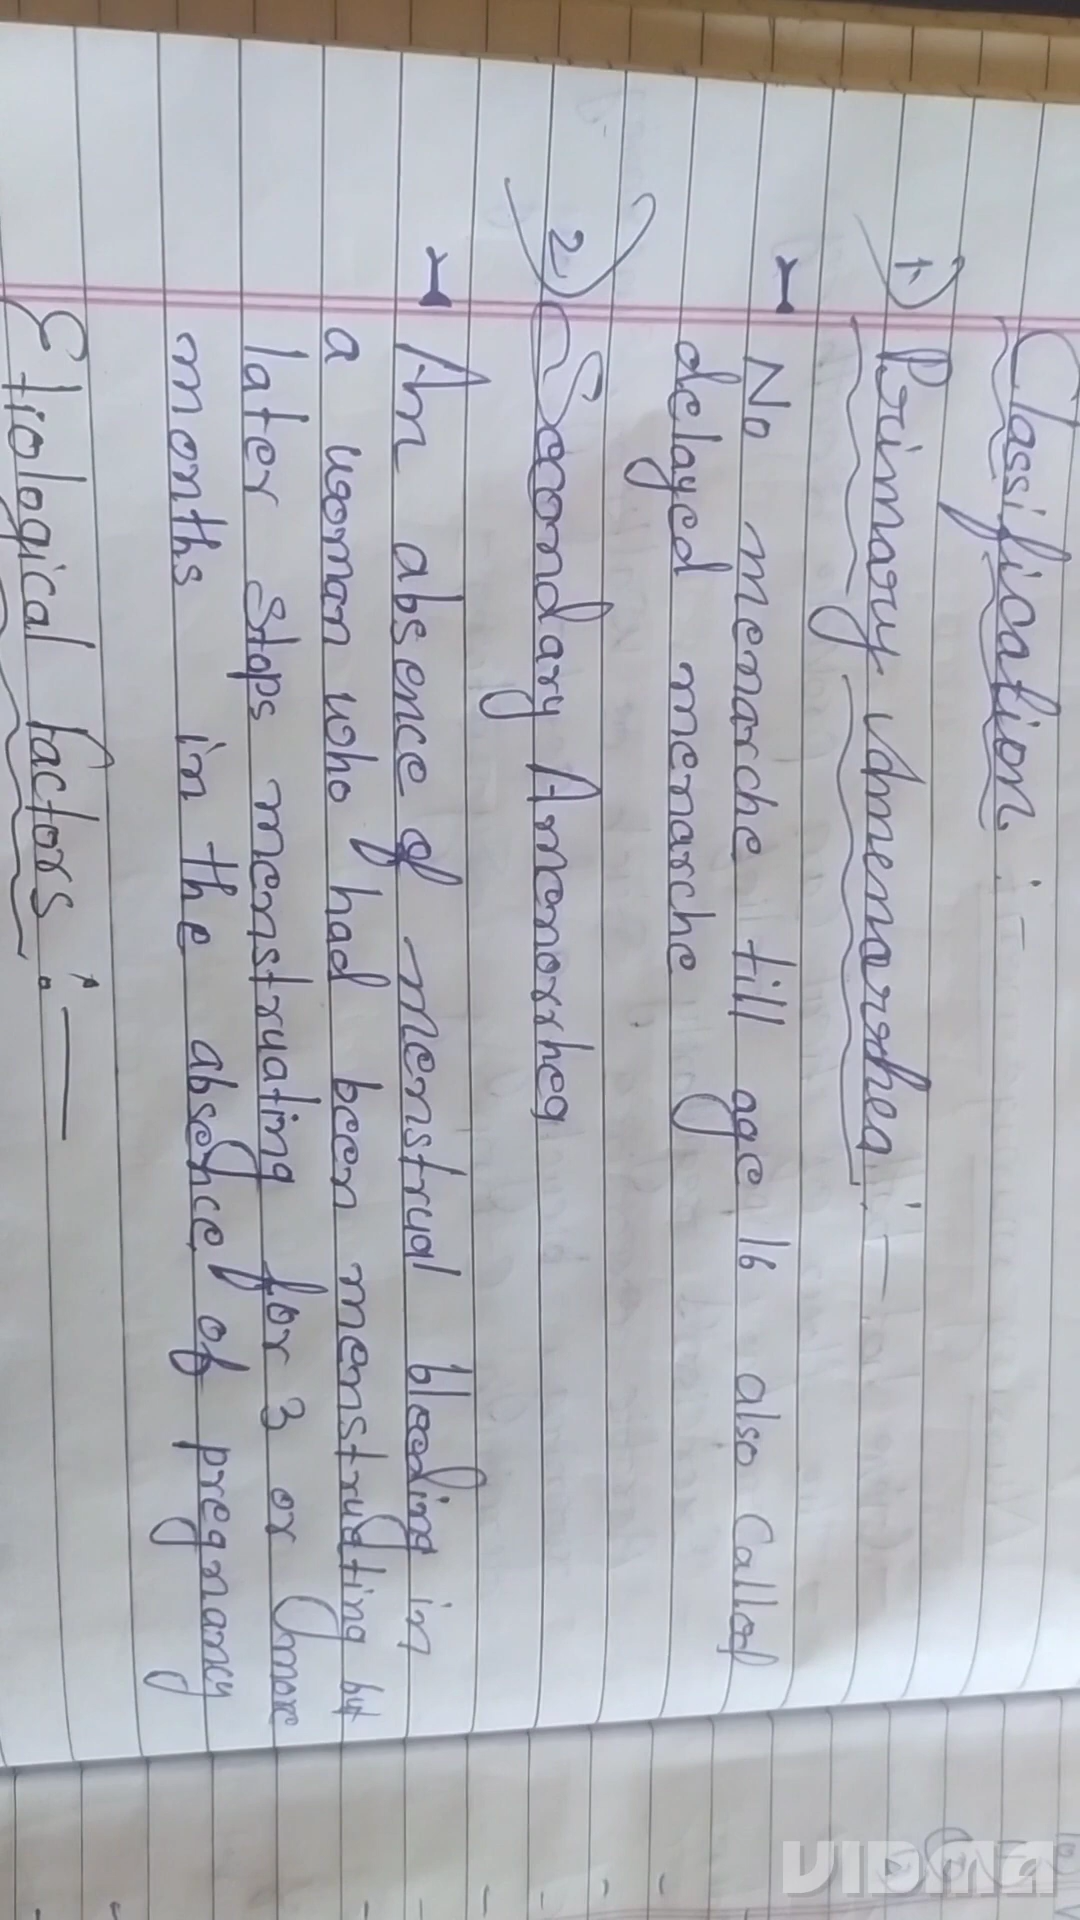 Classification :-
1) Primary Amenorrhea :-
No menarche till age 16 also called
delayed menarche
2) Secondary Amenorrhea
An absence of menstrual bleeding in
a woman who had been menstruating but
later stops menstruating for 3 or more
months in the absence of pregnancy
Etiological factors :-
VIDMA